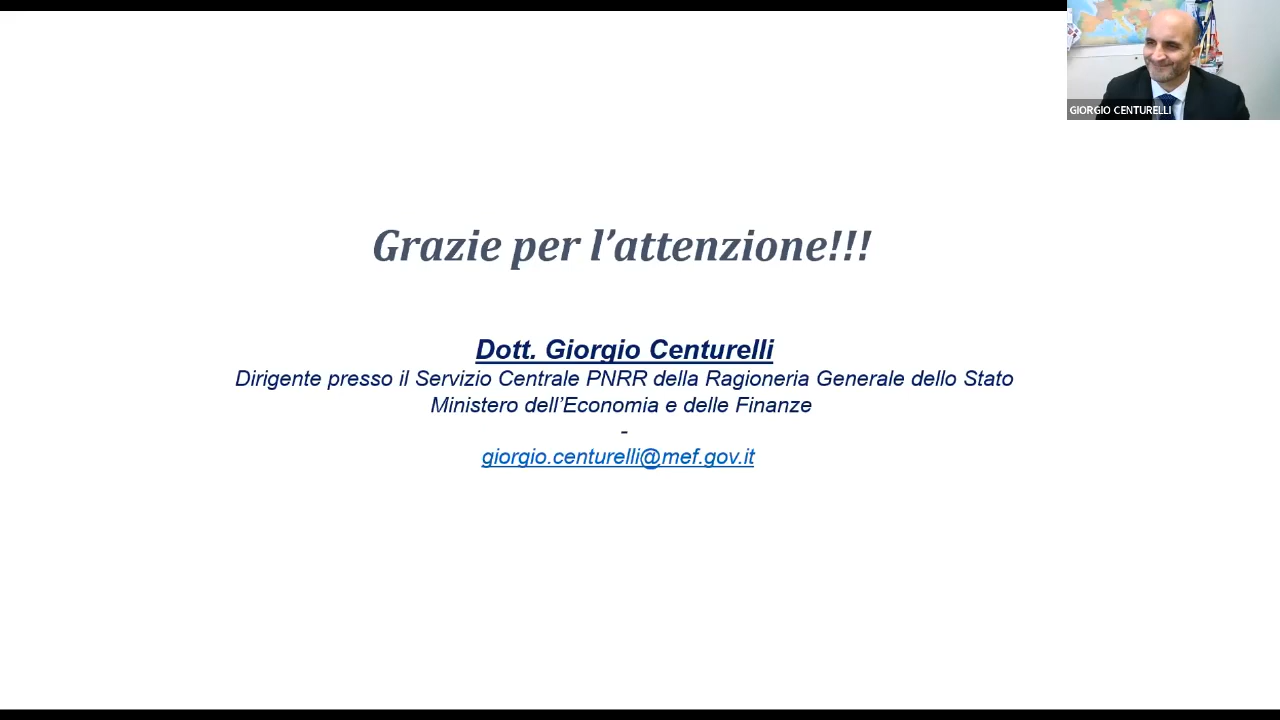 GIORGIO CENTURELLI
Grazie per l’attenzione!!!
Dott. Giorgio Centurelli
Dirigente presso il Servizio Centrale PNRR della Ragioneria Generale dello Stato
Ministero dell’Economia e delle Finanze
-
giorgio.centurelli@mef.gov.it